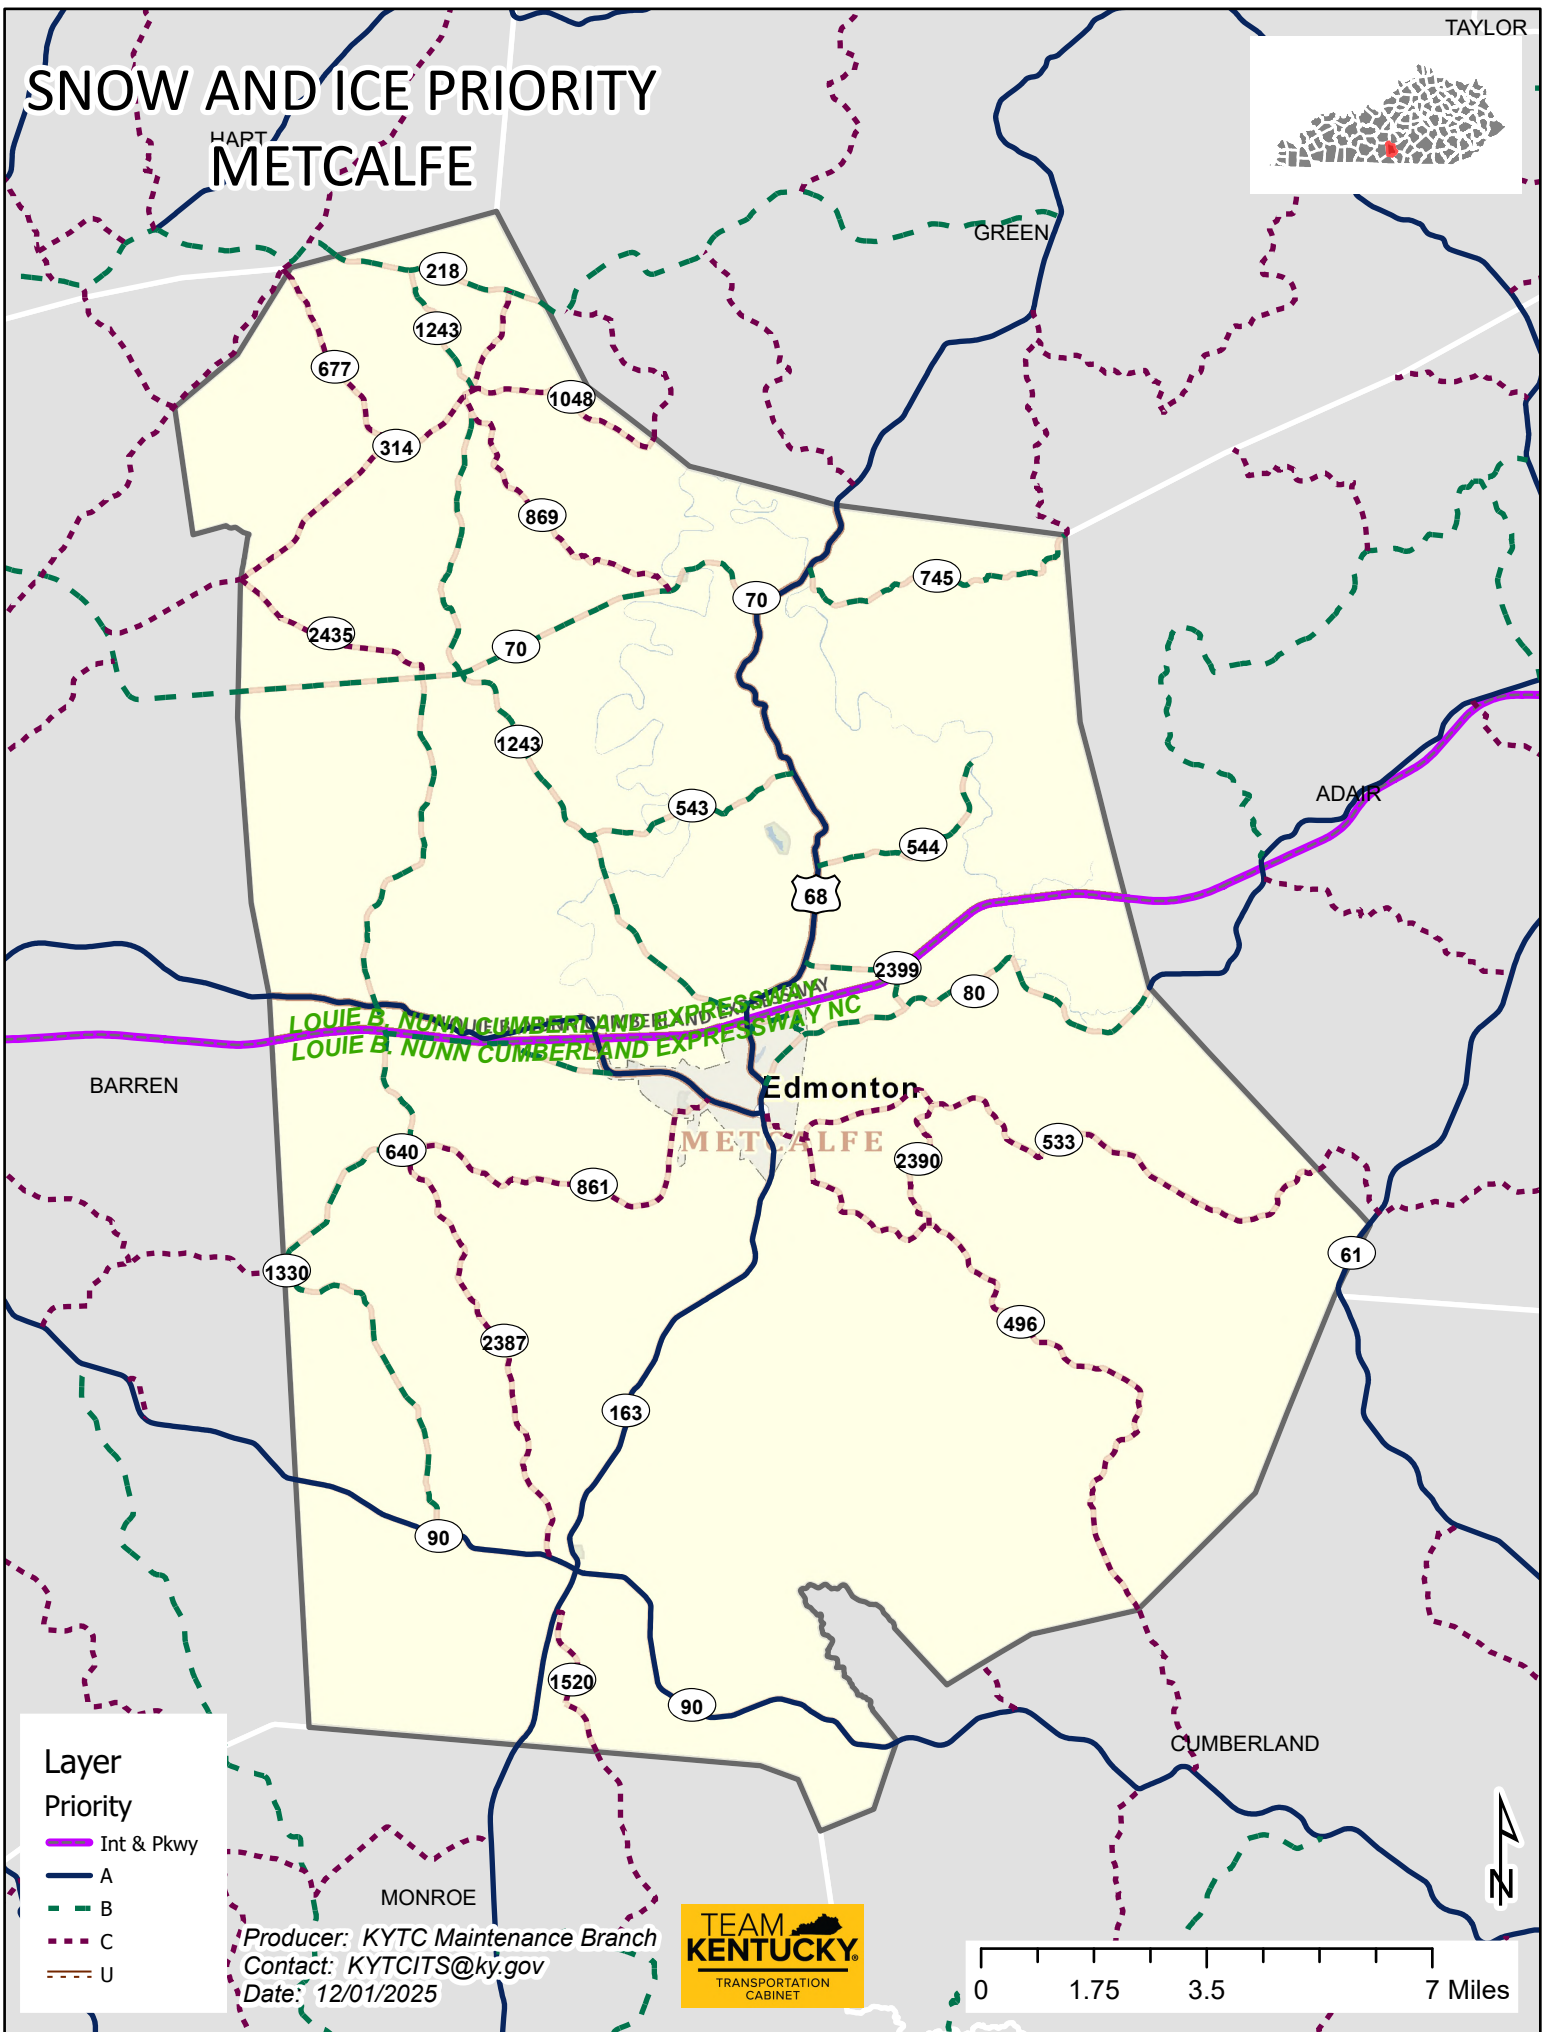 TAYLOR
SNOW AND ICE PRIORITY
HART
METCALFE
GREEN
218
1243
677
1048
314
869
745
70
2435
70
1243
ADAIR
543
544
68
2399
80
LOUIE B. NUNN CUMBERLAND EXPRESSWAY
LOUIE B. NUNN CUMBERLAND EXPRESSWAY NC
BARREN
Edmonton
METCALFE
533
640
2390
861
61
1330
496
2387
163
90
1520
90
CUMBERLAND
Layer
Priority
Int & Pkwy
A
B
C
U
MONROE
Producer: KYTC Maintenance Branch
Contact: KYTCITS@ky.gov
Date: 12/01/2025
TEAM
KENTUCKY®
TRANSPORTATION
CABINET
N
0 1.75 3.5 7 Miles